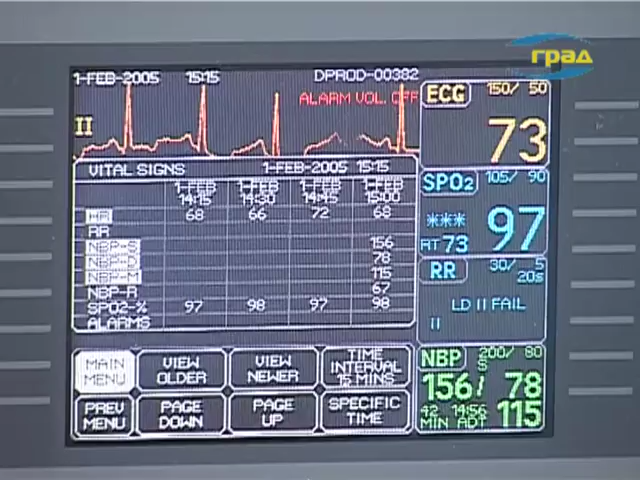 град
1-FEB-2005 15:15 DPROD-00382
ALARM VOL. OFF
II
ECG 150/ 50
73
VITAL SIGNS 1-FEB-2005 15:15
1-FEB 1-FEB 1-FEB 1-FEB
14:15 14:30 14:45 15:00
HR 68 66 72 68
RR
NBP-S 156
NBP-D 78
NBP-M 115
NBP-R 67
SPO2-% 97 98 97 98
ALARMS
SPO2 105/ 90
*** 97
RT 73
RR 30/ 5
20s
LD II FAIL
II
NBP 200/ 80
S
156/ 78
42 14:56 115
MIN ADT
MAIN MENU
VIEW OLDER
VIEW NEWER
TIME INTERVAL 15 MINS
PREV MENU
PAGE DOWN
PAGE UP
SPECIFIC TIME